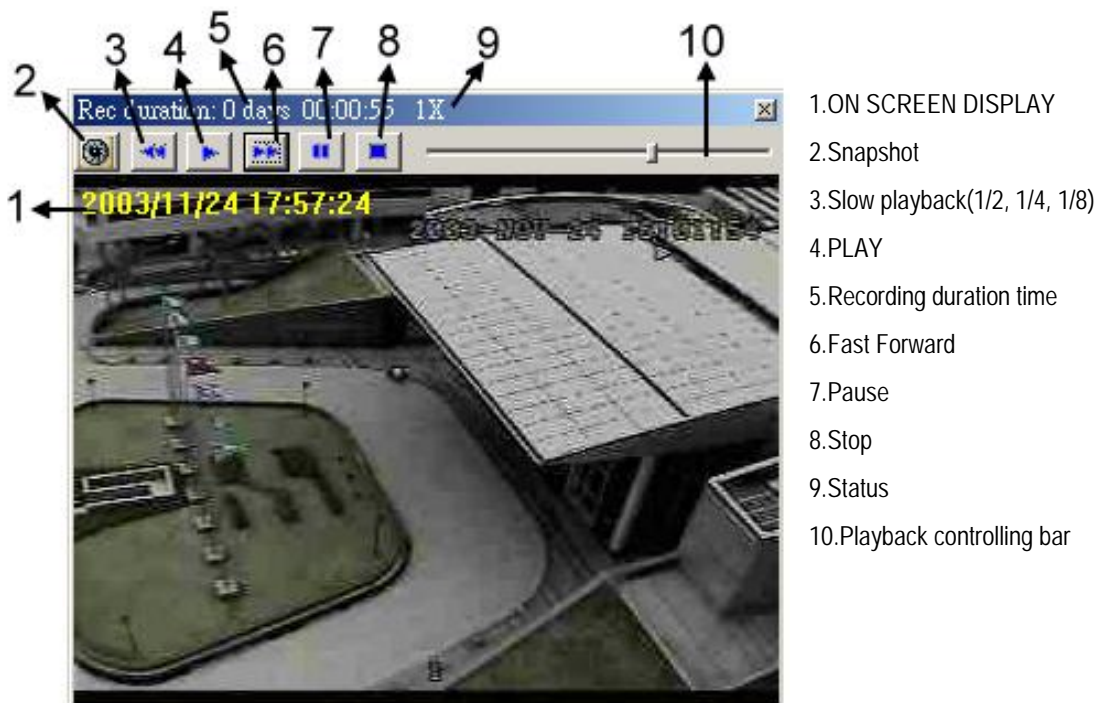 5
6
7
8
9
10
3
4
2
Rec duration: 0 days 00:00:55 1X
1
2003/11/24 17:57:24
1.ON SCREEN DISPLAY
2.Snapshot
3.Slow playback(1/2, 1/4, 1/8)
4.PLAY
5.Recording duration time
6.Fast Forward
7.Pause
8.Stop
9.Status
10.Playback controlling bar